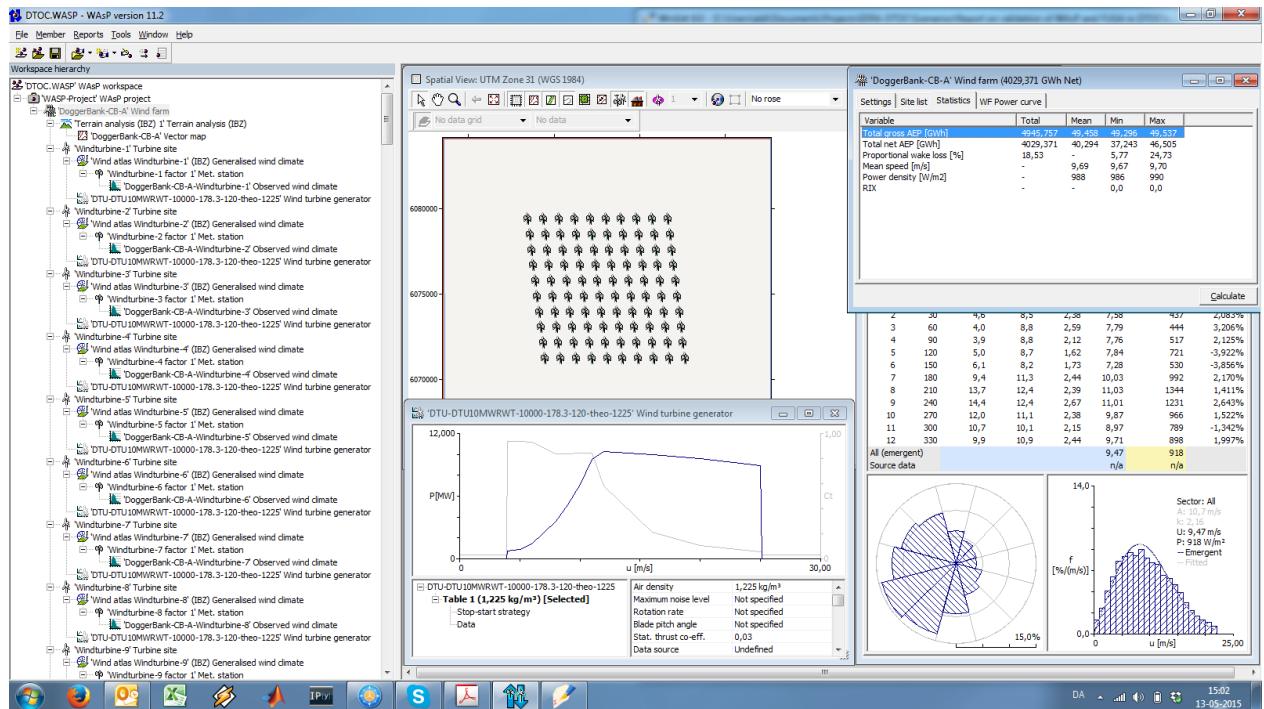 DTOC.WASP - WAsP version 11.2
File Member Reports Tools Window Help
Workspace hierarchy
'DTOC.WASP' WAsP workspace
'WASP-Project' WAsP project
'DoggerBank-CB-A' Wind farm
'Terrain analysis (IBZ) 1' Terrain analysis (IBZ)
'DoggerBank-CB-A' Vector map
'Windturbine-1' Turbine site
'Wind atlas Windturbine-1' (IBZ) Generalised wind climate
'Windturbine-1 factor 1' Met. station
'DoggerBank-CB-A-Windturbine-1' Observed wind climate
'DTU-DTU10MWRWT-10000-178.3-120-theo-1225' Wind turbine generator
'Windturbine-2' Turbine site
'Wind atlas Windturbine-2' (IBZ) Generalised wind climate
'Windturbine-2 factor 1' Met. station
'DoggerBank-CB-A-Windturbine-2' Observed wind climate
'DTU-DTU10MWRWT-10000-178.3-120-theo-1225' Wind turbine generator
'Windturbine-3' Turbine site
'Wind atlas Windturbine-3' (IBZ) Generalised wind climate
'Windturbine-3 factor 1' Met. station
'DoggerBank-CB-A-Windturbine-3' Observed wind climate
'DTU-DTU10MWRWT-10000-178.3-120-theo-1225' Wind turbine generator
'Windturbine-4' Turbine site
'Wind atlas Windturbine-4' (IBZ) Generalised wind climate
'Windturbine-4 factor 1' Met. station
'DoggerBank-CB-A-Windturbine-4' Observed wind climate
'DTU-DTU10MWRWT-10000-178.3-120-theo-1225' Wind turbine generator
'Windturbine-5' Turbine site
'Wind atlas Windturbine-5' (IBZ) Generalised wind climate
'Windturbine-5 factor 1' Met. station
'DoggerBank-CB-A-Windturbine-5' Observed wind climate
'DTU-DTU10MWRWT-10000-178.3-120-theo-1225' Wind turbine generator
'Windturbine-6' Turbine site
'Wind atlas Windturbine-6' (IBZ) Generalised wind climate
'Windturbine-6 factor 1' Met. station
'DoggerBank-CB-A-Windturbine-6' Observed wind climate
'DTU-DTU10MWRWT-10000-178.3-120-theo-1225' Wind turbine generator
'Windturbine-7' Turbine site
'Wind atlas Windturbine-7' (IBZ) Generalised wind climate
'Windturbine-7 factor 1' Met. station
'DoggerBank-CB-A-Windturbine-7' Observed wind climate
'DTU-DTU10MWRWT-10000-178.3-120-theo-1225' Wind turbine generator
'Windturbine-8' Turbine site
'Wind atlas Windturbine-8' (IBZ) Generalised wind climate
'Windturbine-8 factor 1' Met. station
'DoggerBank-CB-A-Windturbine-8' Observed wind climate
'DTU-DTU10MWRWT-10000-178.3-120-theo-1225' Wind turbine generator
'Windturbine-9' Turbine site
'Wind atlas Windturbine-9' (IBZ) Generalised wind climate
'Windturbine-9 factor 1' Met. station
Spatial View: UTM Zone 31 (WGS 1984)
1 No rose
No data grid No data
6080000
6075000
6070000
'DTU-DTU10MWRWT-10000-178.3-120-theo-1225' Wind turbine generator
12,000 1,00
P[MW] Ct
0 0
0 u [m/s] 30,00
DTU-DTU10MWRWT-10000-178.3-120-theo-1225
Table 1 (1,225 kg/m³) [Selected]
Stop-start strategy
Data
Air density 1,225 kg/m³
Maximum noise level Not specified
Rotation rate Not specified
Blade pitch angle Not specified
Stat. thrust co-eff. 0,03
Data source Undefined
'DoggerBank-CB-A' Wind farm (4029,371 GWh Net)
Settings Site list Statistics WF Power curve
Variable Total Mean Min Max
Total gross AEP [GWh] 4945,757 49,458 49,296 49,537
Total net AEP [GWh] 4029,371 40,294 37,243 46,505
Proportional wake loss [%] 18,53 - 5,77 24,73
Mean speed [m/s] - 9,69 9,67 9,70
Power density [W/m2] - 988 986 990
RIX - - 0,0 0,0
Calculate
2 30 4,6 8,5 2,38 7,58 437 2,083%
3 60 4,0 8,8 2,59 7,79 444 3,206%
4 90 3,9 8,8 2,12 7,76 517 2,125%
5 120 5,0 8,7 1,62 7,84 721 -3,922%
6 150 6,1 8,2 1,73 7,28 530 -3,856%
7 180 9,4 11,3 2,44 10,03 992 2,170%
8 210 13,7 12,4 2,39 11,03 1344 1,411%
9 240 14,4 12,4 2,67 11,01 1231 2,643%
10 270 12,0 11,1 2,38 9,87 966 1,522%
11 300 10,7 10,1 2,15 8,97 789 -1,342%
12 330 9,9 10,9 2,44 9,71 898 1,997%
All (emergent) 9,47 918
Source data n/a n/a
15,0%
14,0
Sector: All
A: 10,7 m/s
k: 2,16
U: 9,47 m/s
P: 918 W/m²
Emergent
Fitted
f
[%/(m/s)]
0,0
0 u [m/s] 25,00
IP[y]:
DA
15:02
13-05-2015